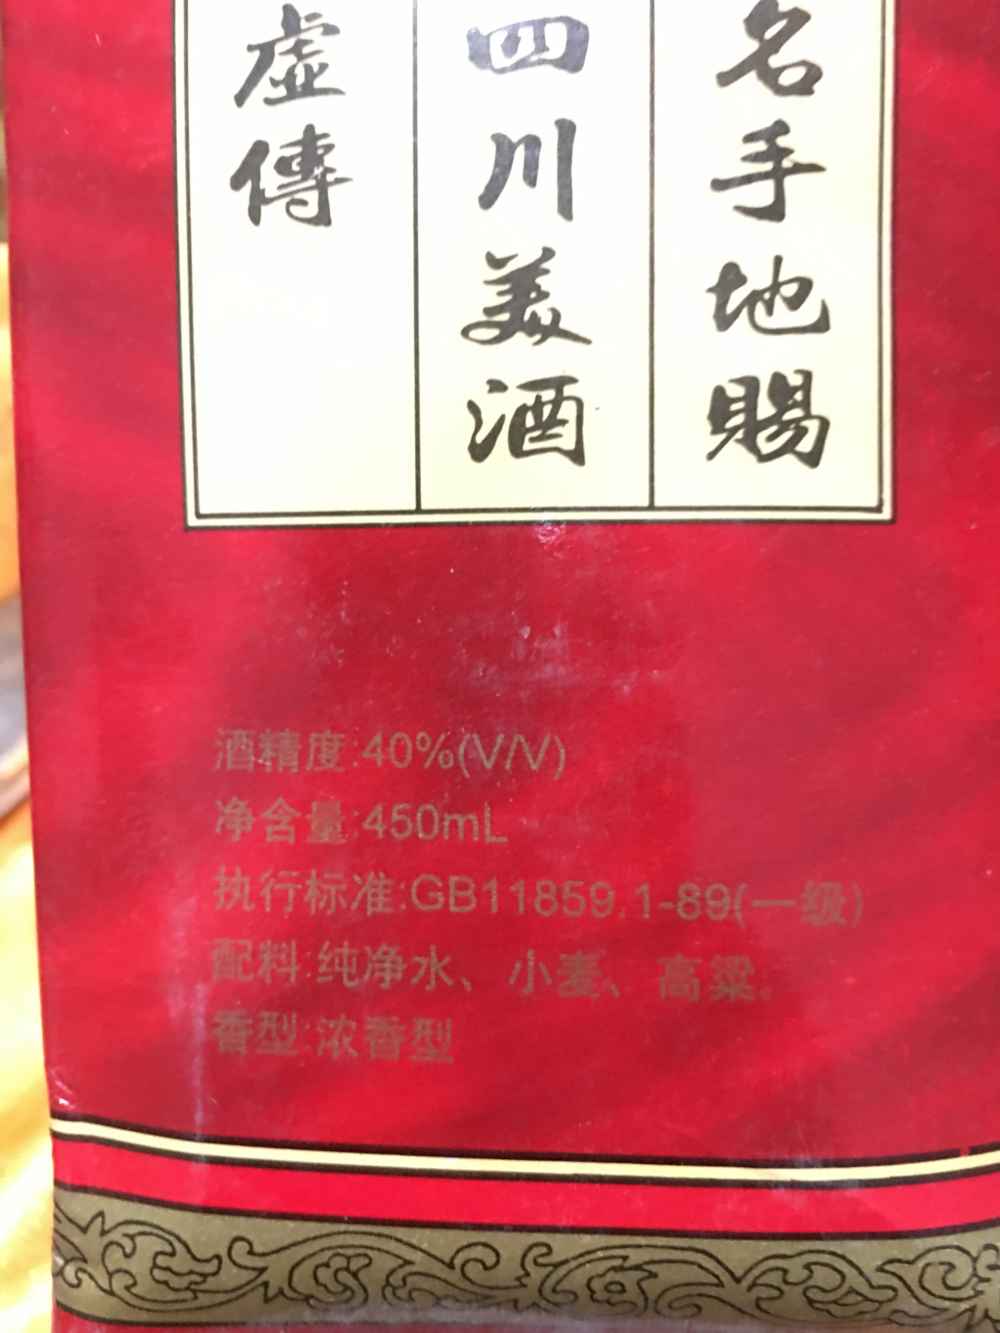 名手地賜
四川美酒
虛傳
酒精度:40%(V/V)
净含量:450mL
执行标准:GB11859.1-89(一级)
配料:纯净水、小麦、高粱。
香型:浓香型